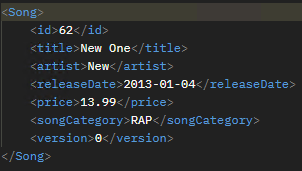 <Song>
<id>62</id>
<title>New One</title>
<artist>New</artist>
<releaseDate>2013-01-04</releaseDate>
<price>13.99</price>
<songCategory>RAP</songCategory>
<version>0</version>
</Song>